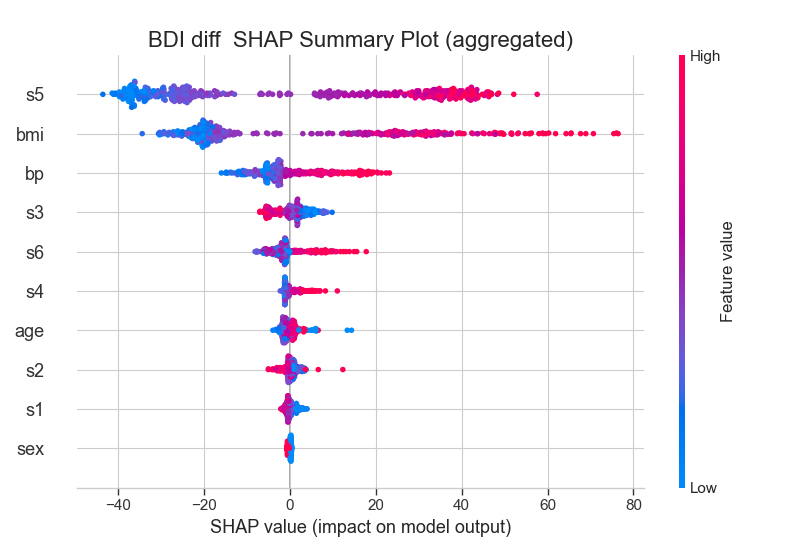 BDI diff  SHAP Summary Plot (aggregated)
High
s5
bmi
bp
s3
s6
s4
age
s2
s1
sex
Feature value
Low
−40 −20 0 20 40 60 80
SHAP value (impact on model output)